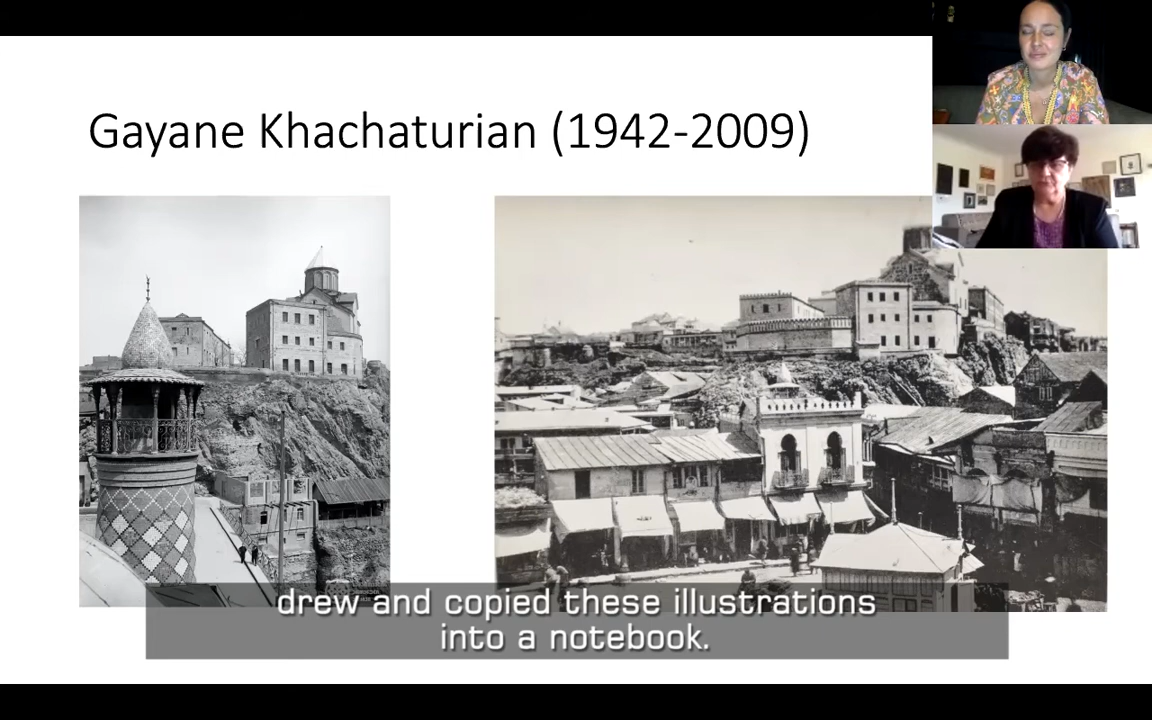 Gayane Khachaturian (1942-2009)
drew and copied these illustrations
into a notebook.